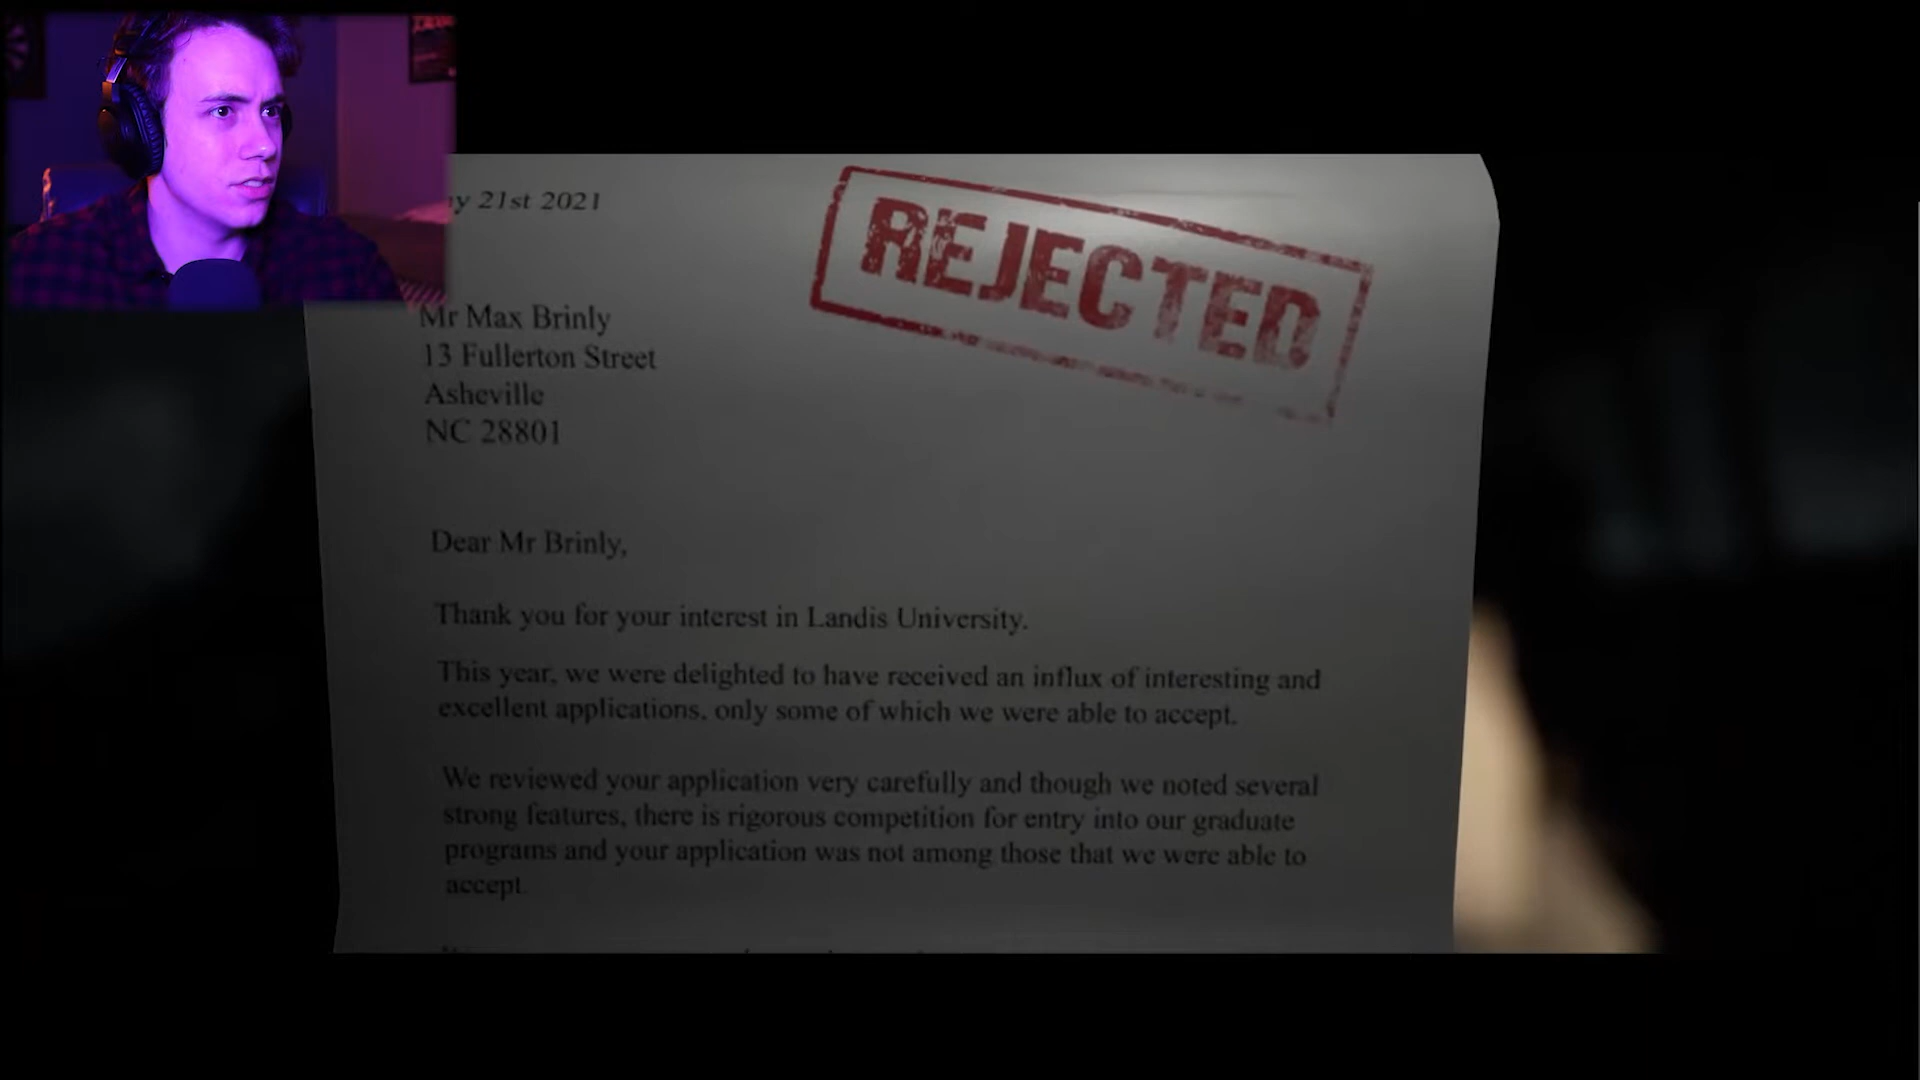 21st 2021
REJECTED
Mr Max Brinly
13 Fullerton Street
Asheville
NC 28801
Dear Mr Brinly,
Thank you for your interest in Landis University.
This year, we were delighted to have received an influx of interesting and
excellent applications, only some of which we were able to accept.
We reviewed your application very carefully and though we noted several
strong features, there is rigorous competition for entry into our graduate
programs and your application was not among those that we were able to
accept.